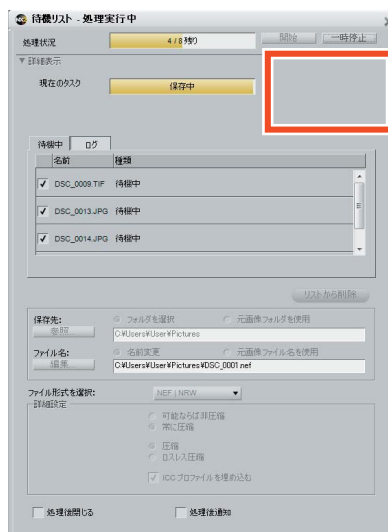 待機リスト - 処理実行中
処理状況
4 / 8 残り
開始
一時停止
▼ 詳細表示
現在のタスク
保存中
待機中
ログ
名前
種類
DSC_0009.TIF 待機中
DSC_0013.JPG 待機中
DSC_0014.JPG 待機中
リストから削除
保存先:
フォルダを選択
元画像フォルダを使用
参照...
C:¥Users¥User¥Pictures
ファイル名:
名前変更
元画像ファイル名を使用
編集...
C:¥Users¥User¥Pictures¥DSC_0001.nef
ファイル形式を選択:
NEF | NRW
詳細設定
可能ならば非圧縮
常に圧縮
圧縮
ロスレス圧縮
ICC プロファイルを埋め込む
処理後閉じる
処理後通知